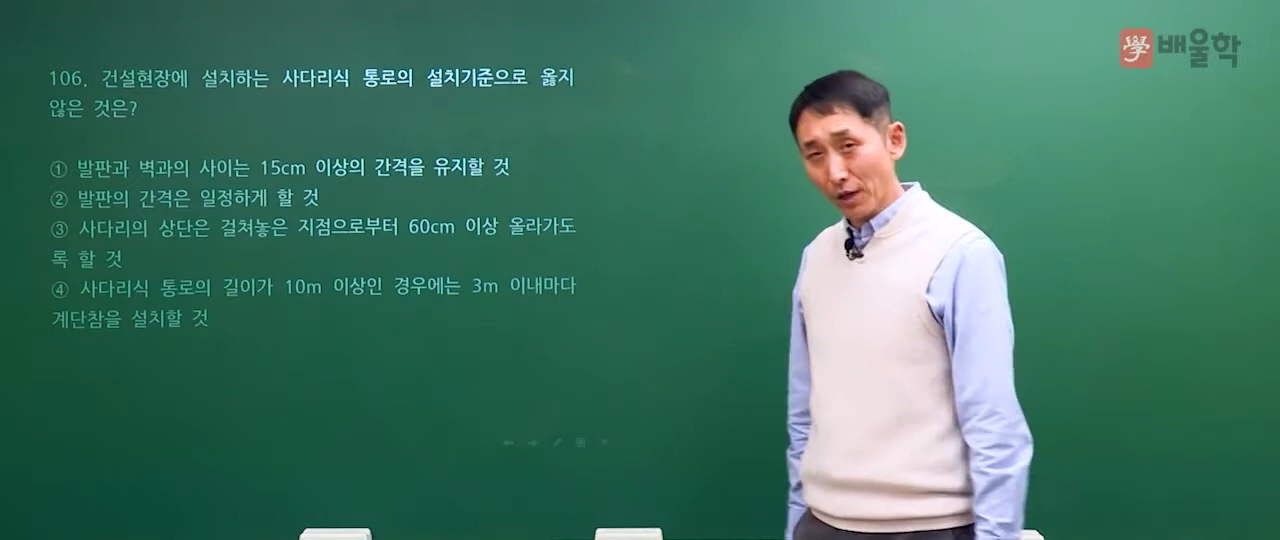 學 배울학
106. 건설현장에 설치하는 사다리식 통로의 설치기준으로 옳지
않은 것은?
① 발판과 벽과의 사이는 15cm 이상의 간격을 유지할 것
② 발판의 간격은 일정하게 할 것
③ 사다리의 상단은 걸쳐놓은 지점으로부터 60cm 이상 올라가도
록 할 것
④ 사다리식 통로의 길이가 10m 이상인 경우에는 3m 이내마다
계단참을 설치할 것